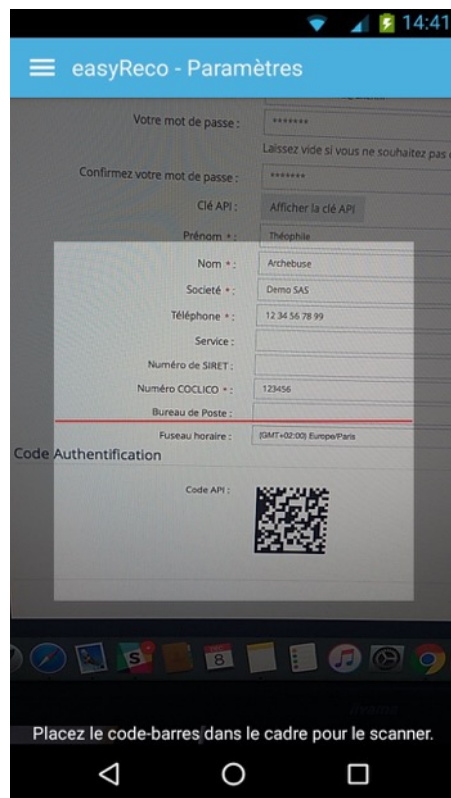 14:41
easyReco - Paramètres
Votre mot de passe :
*******
Laissez vide si vous ne souhaitez pas
Confirmez votre mot de passe :
*******
Clé API : Afficher la clé API
Prénom * : Théophile
Nom * : Archebuse
Societé * : Demo SAS
Téléphone * : 12 34 56 78 99
Service :
Numéro de SIRET :
Numéro COCLICO * : 123456
Bureau de Poste :
Fuseau horaire : (GMT+02:00) Europe/Paris
Code Authentification
Code API :
8
Placez le code-barres dans le cadre pour le scanner.